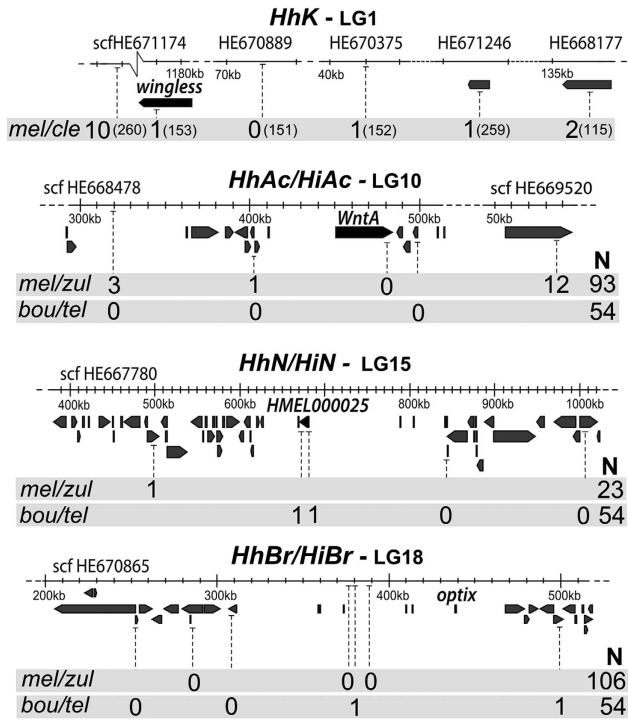 HhK - LG1
scfHE671174 HE670889 HE670375 HE671246 HE668177
1180kb 70kb 40kb 135kb
wingless
mel/cle 10(260) 1(153) 0(151) 1(152) 1(259) 2(115)
HhAc/HiAc - LG10
scf HE668478 HE669520
300kb 400kb 500kb 50kb
WntA
N
mel/zul 3 1 0 12 93
bou/tel 0 0 0 54
HhN/HiN - LG15
scf HE667780
400kb 500kb 600kb 800kb 1000kb
HMEL000025
N
mel/zul 1 23
bou/tel 1 1 0 0 54
HhBr/HiBr - LG18
scf HE670865
200kb 300kb 400kb 500kb
optix
N
mel/zul 0 0 0 106
bou/tel 0 0 1 1 54